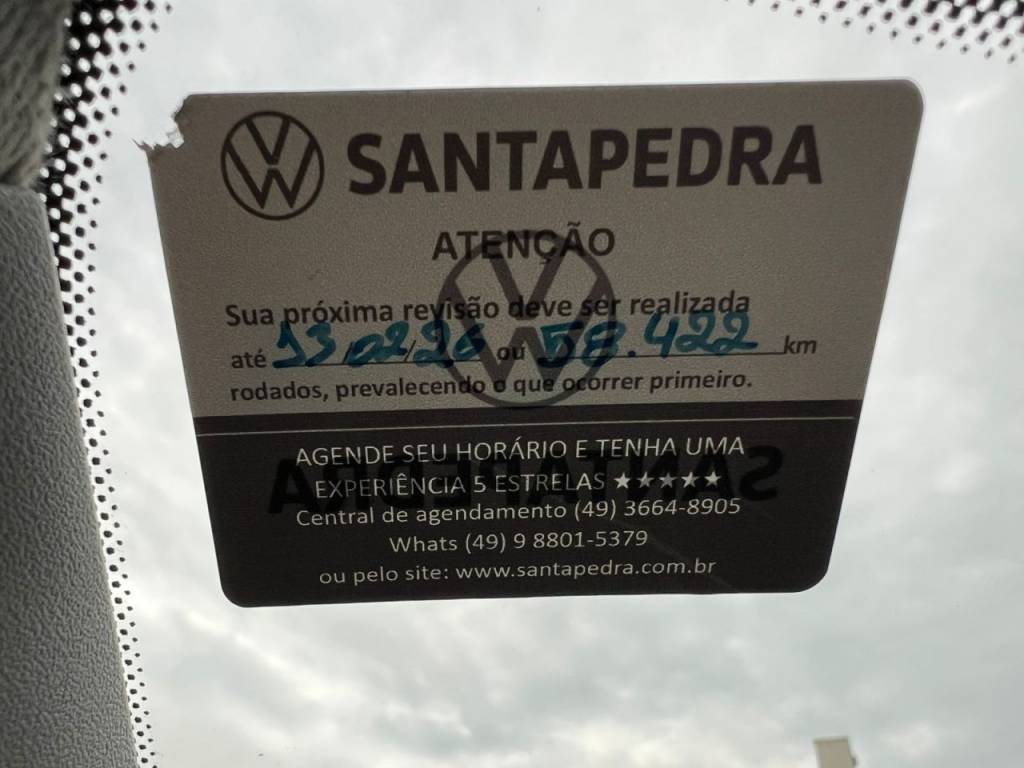 SANTAPEDRA
ATENÇÃO
Sua próxima revisão deve ser realizada
até 13/02/26 ou 58.422 km
rodados, prevalecendo o que ocorrer primeiro.
AGENDE SEU HORÁRIO E TENHA UMA
EXPERIÊNCIA 5 ESTRELAS ★★★★★
Central de agendamento (49) 3664-8905
Whats (49) 9 8801-5379
ou pelo site: www.santapedra.com.br
SANTAPEDRA